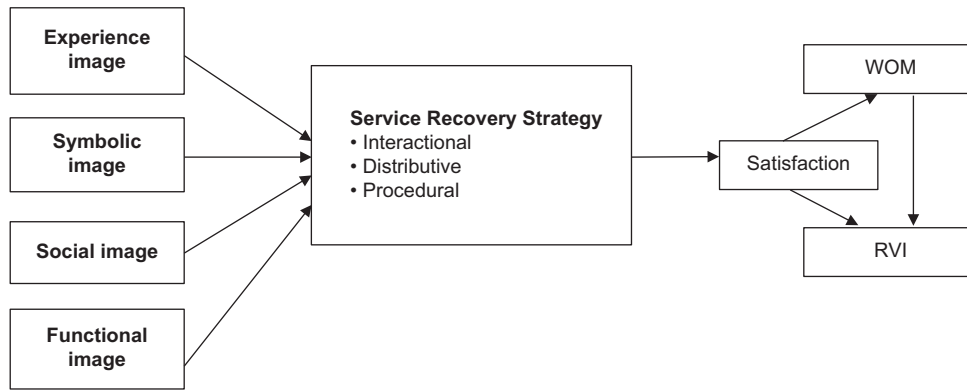 Experience
image
Symbolic
image
Social image
Functional
image
Service Recovery Strategy
• Interactional
• Distributive
• Procedural
Satisfaction
WOM
RVI